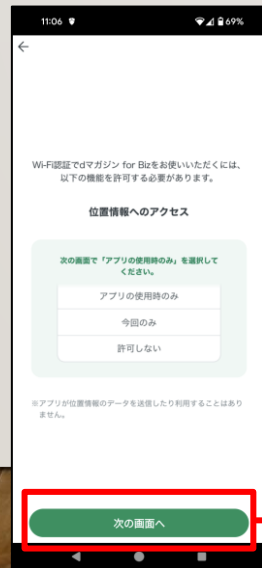 11:06
69%
Wi-Fi認証でdマガジン for Bizをお使いいただくには、
以下の機能を許可する必要があります。
位置情報へのアクセス
次の画面で「アプリの使用時のみ」を選択して
ください。
アプリの使用時のみ
今回のみ
許可しない
※アプリが位置情報のデータを送信したり利用することはあり
ません。
次の画面へ